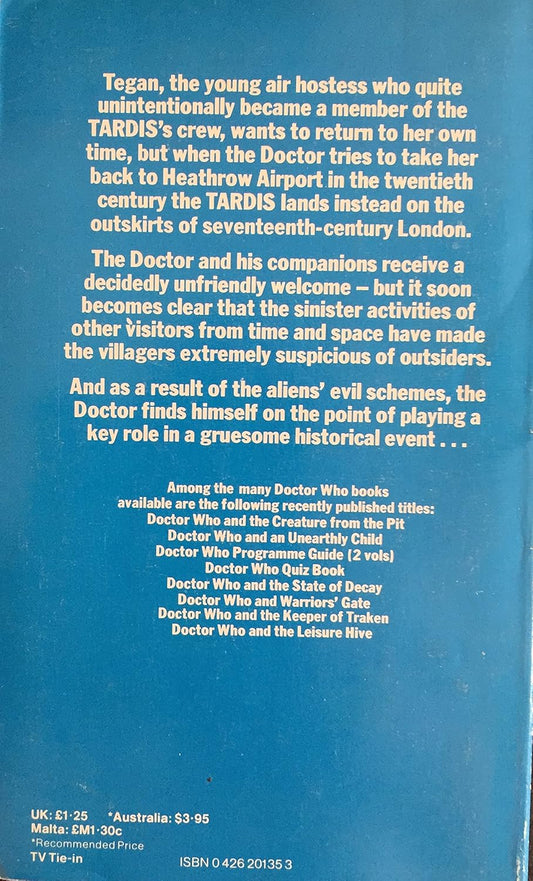 Tegan, the young air hostess who quite
unintentionally became a member of the
TARDIS's crew, wants to return to her own
time, but when the Doctor tries to take her
back to Heathrow Airport in the twentieth
century the TARDIS lands instead on the
outskirts of seventeenth-century London.
The Doctor and his companions receive a
decidedly unfriendly welcome – but it soon
becomes clear that the sinister activities of
other visitors from time and space have made
the villagers extremely suspicious of outsiders.
And as a result of the aliens' evil schemes, the
Doctor finds himself on the point of playing a
key role in a gruesome historical event . . .
Among the many Doctor Who books
available are the following recently published titles:
Doctor Who and the Creature from the Pit
Doctor Who and an Unearthly Child
Doctor Who Programme Guide (2 vols)
Doctor Who Quiz Book
Doctor Who and the State of Decay
Doctor Who and Warriors' Gate
Doctor Who and the Keeper of Traken
Doctor Who and the Leisure Hive
UK: £1·25 *Australia: $3·95
Malta: £M1·30c
*Recommended Price
TV Tie-in
ISBN 0 426 20135 3